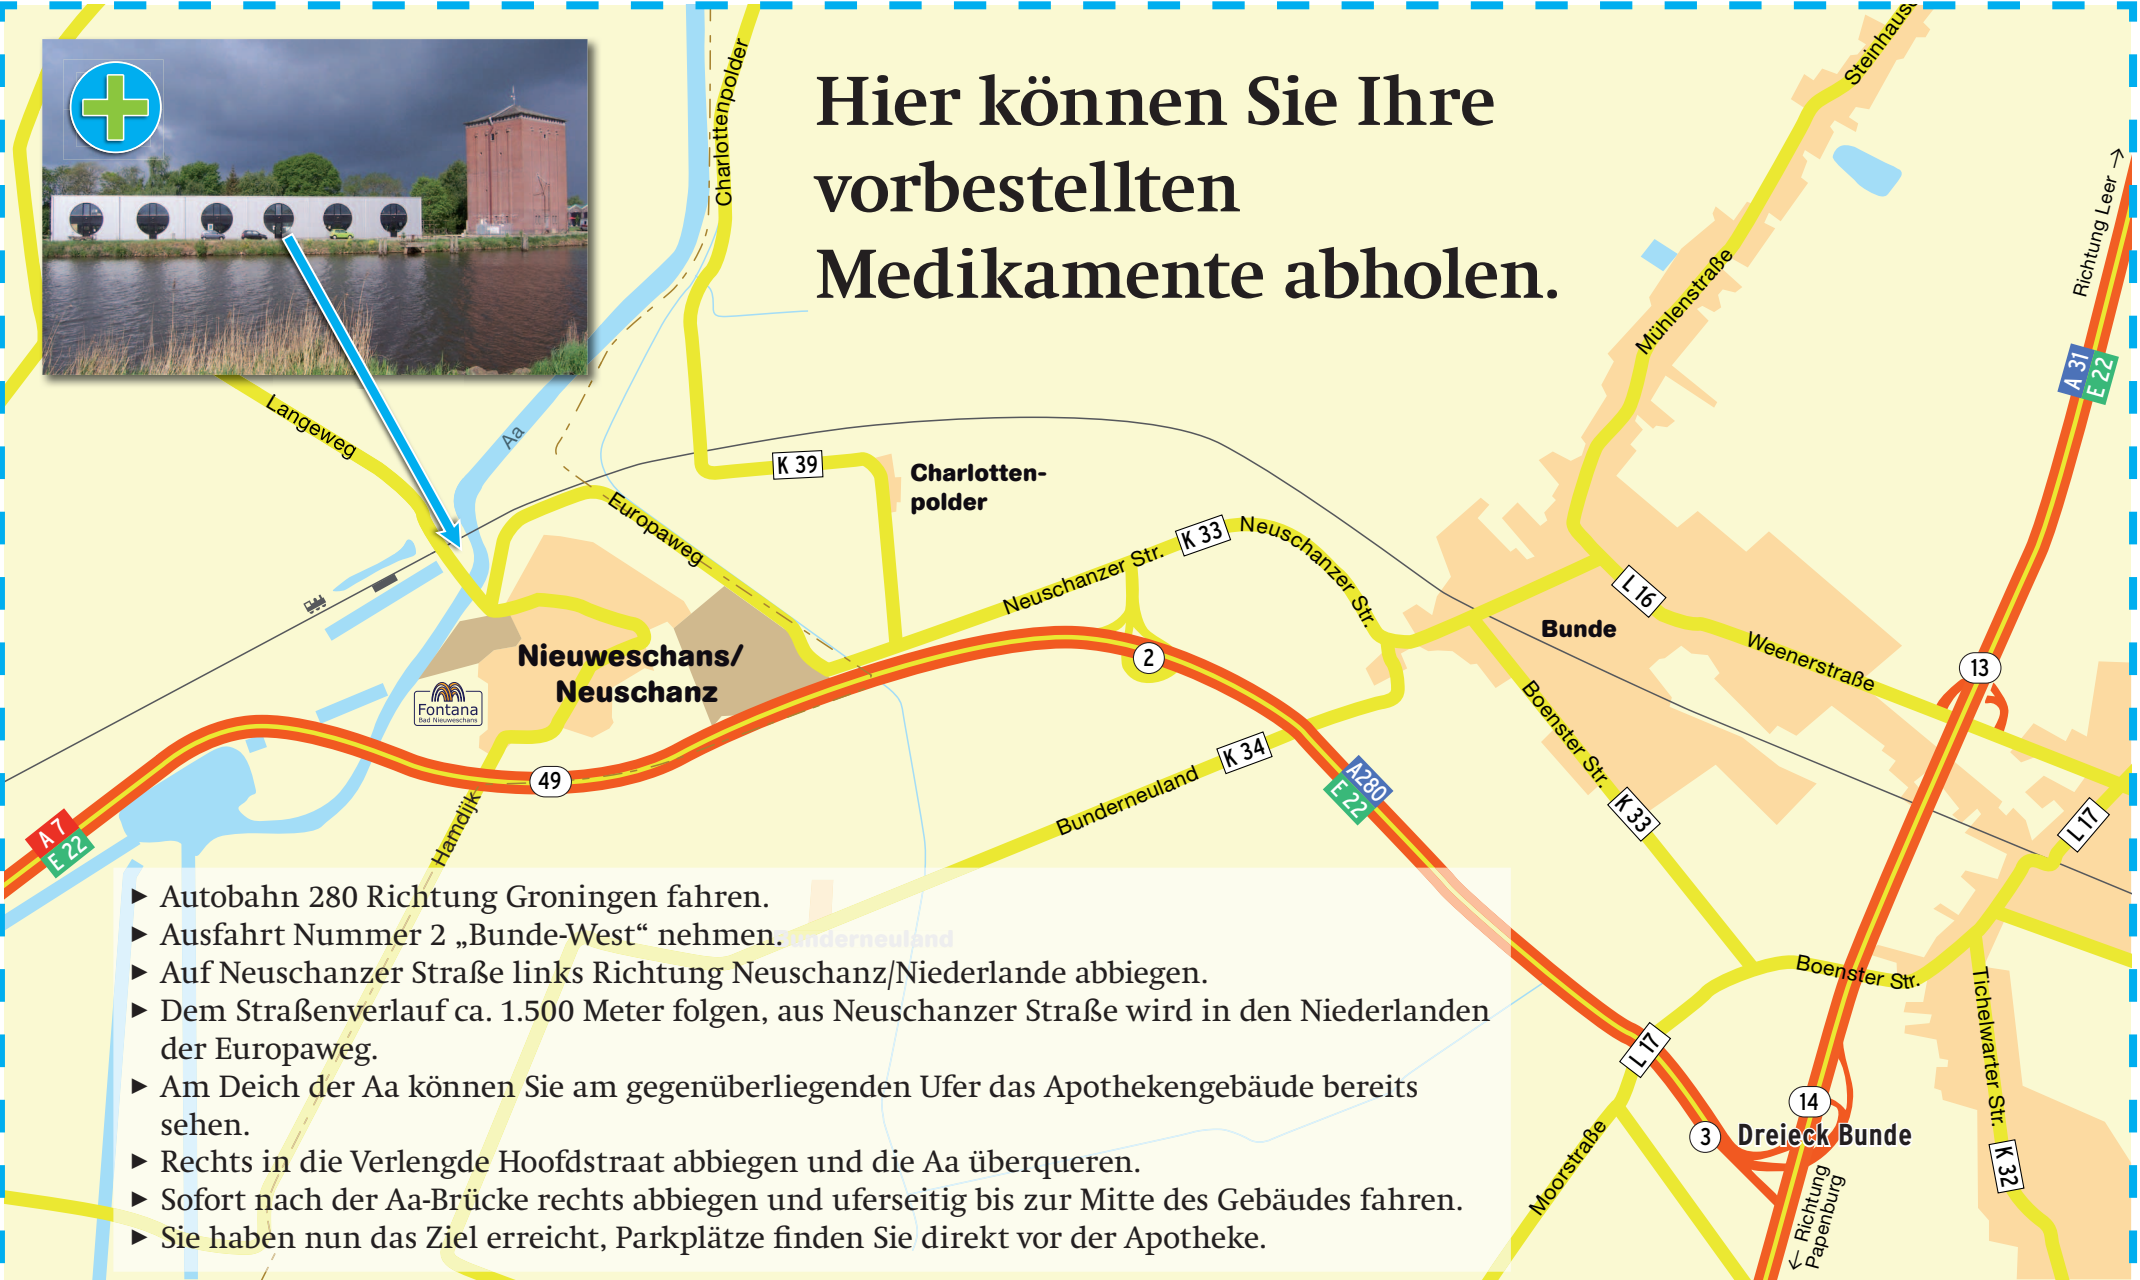 Hier können Sie Ihre
vorbestellten
Medikamente abholen.
Charlottenpolder
Steinhaus
Richtung Leer →
Mühlenstraße
A 31
E 22
Langeweg
Aa
K 39
Charlotten-
polder
Europaweg
Neuschanzer Str.
K 33
Neuschanzer Str.
L 16
Bunde
Weenerstraße
13
2
Nieuweschans/
Neuschanz
Fontana
Bad Nieuweschans
Boenster Str.
K 34
Bunderneuland
A280
E 22
K 33
49
Hamdijk
A 7
E 22
L 17
Bunderneuland
► Autobahn 280 Richtung Groningen fahren.
► Ausfahrt Nummer 2 „Bunde-West“ nehmen.
► Auf Neuschanzer Straße links Richtung Neuschanz/Niederlande abbiegen.
► Dem Straßenverlauf ca. 1.500 Meter folgen, aus Neuschanzer Straße wird in den Niederlanden
der Europaweg.
► Am Deich der Aa können Sie am gegenüberliegenden Ufer das Apothekengebäude bereits
sehen.
► Rechts in die Verlengde Hoofdstraat abbiegen und die Aa überqueren.
► Sofort nach der Aa-Brücke rechts abbiegen und uferseitig bis zur Mitte des Gebäudes fahren.
► Sie haben nun das Ziel erreicht, Parkplätze finden Sie direkt vor der Apotheke.
Boenster Str.
Tichelwarter Str.
L 17
14
3
Dreieck Bunde
Moorstraße
K 32
← Richtung
Papenburg